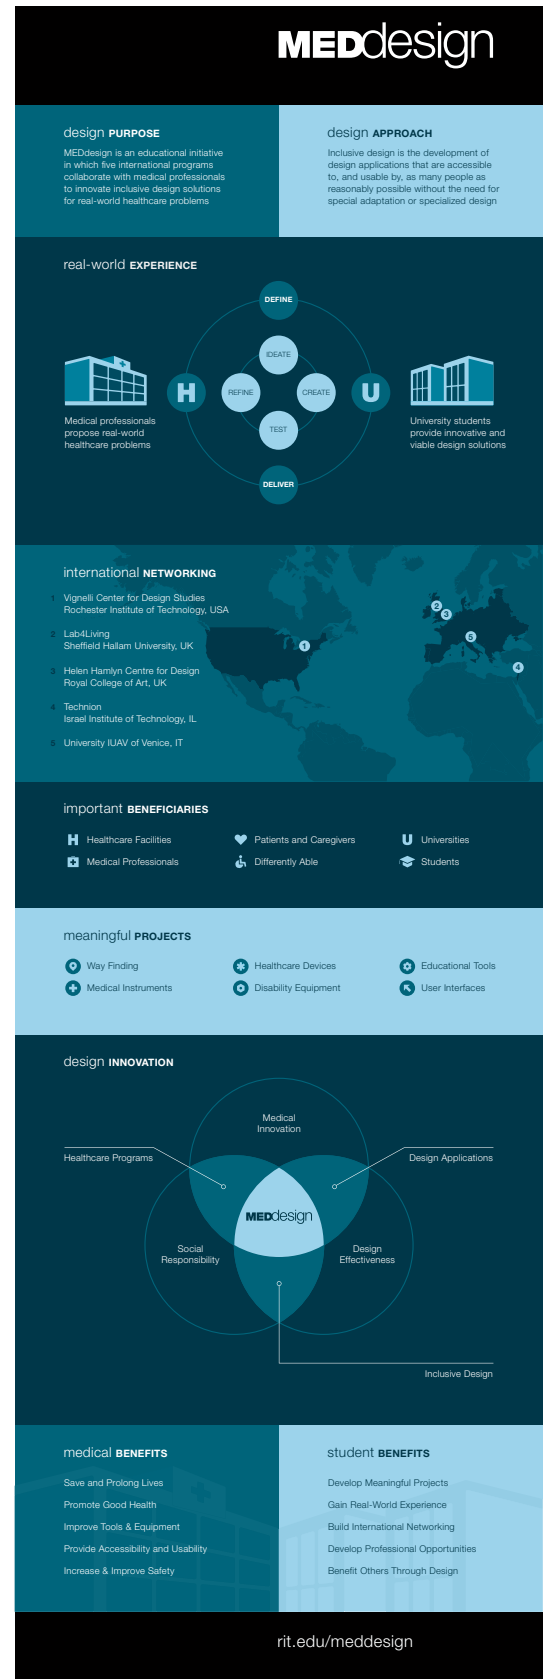 MEDdesign
design PURPOSE
MEDdesign is an educational initiative
in which five international programs
collaborate with medical professionals
to innovate inclusive design solutions
for real-world healthcare problems
design APPROACH
Inclusive design is the development of
design applications that are accessible
to, and usable by, as many people as
reasonably possible without the need for
special adaptation or specialized design
real-world EXPERIENCE
DEFINE
IDEATE
H
REFINE
CREATE
U
TEST
DELIVER
Medical professionals
propose real-world
healthcare problems
University students
provide innovative and
viable design solutions
international NETWORKING
1 Vignelli Center for Design Studies
Rochester Institute of Technology, USA
2 Lab4Living
Sheffield Hallam University, UK
3 Helen Hamlyn Centre for Design
Royal College of Art, UK
4 Technion
Israel Institute of Technology, IL
5 University IUAV of Venice, IT
2
3
5
1
4
important BENEFICIARIES
H Healthcare Facilities
Patients and Caregivers
U Universities
Medical Professionals
Differently Able
Students
meaningful PROJECTS
Way Finding
Healthcare Devices
Educational Tools
Medical Instruments
Disability Equipment
User Interfaces
design INNOVATION
Medical
Innovation
Healthcare Programs
Design Applications
MEDdesign
Social
Responsibility
Design
Effectiveness
Inclusive Design
medical BENEFITS
Save and Prolong Lives
Promote Good Health
Improve Tools & Equipment
Provide Accessibility and Usability
Increase & Improve Safety
student BENEFITS
Develop Meaningful Projects
Gain Real-World Experience
Build International Networking
Develop Professional Opportunities
Benefit Others Through Design
rit.edu/meddesign